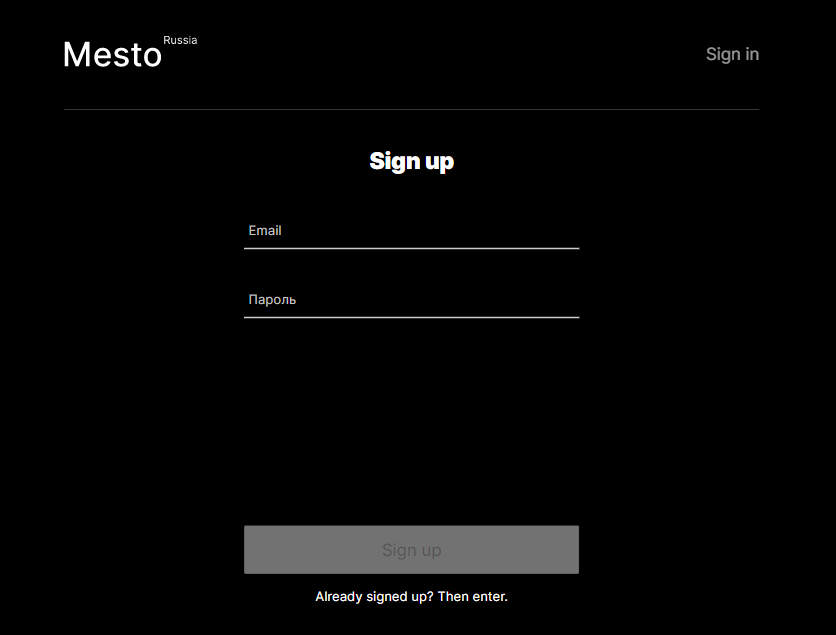 Mesto Russia
Sign in
Sign up
Email
Пароль
Sign up
Already signed up? Then enter.